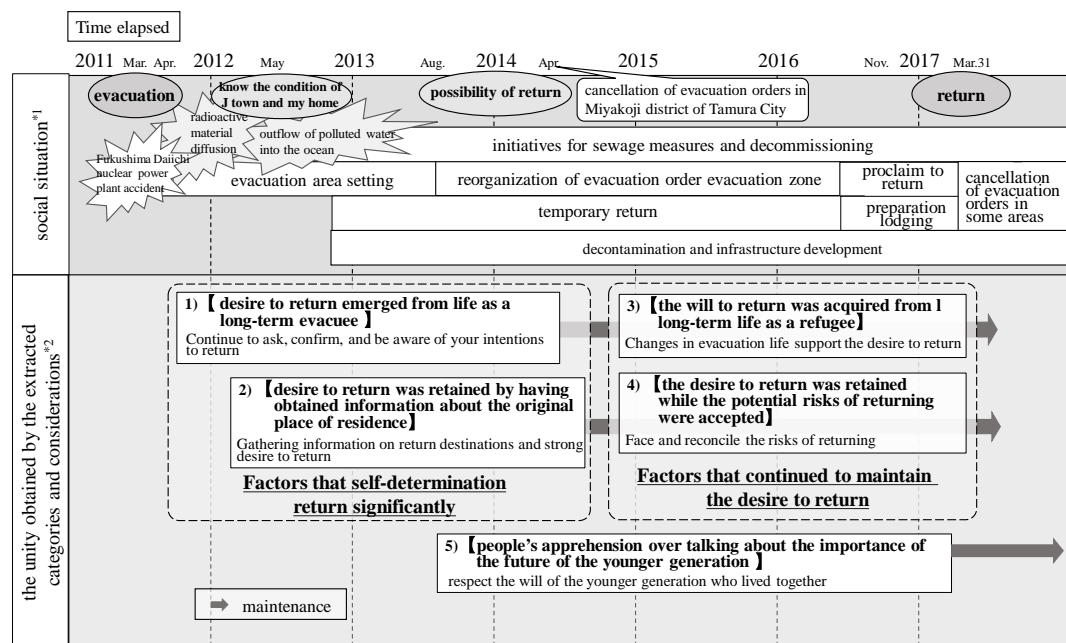 Time elapsed
2011 Mar. Apr. 2012 May 2013 Aug. 2014 Apr. 2015 2016 Nov. 2017 Mar.31
social situation*1
evacuation
know the condition of
J town and my home
possibility of return
cancellation of evacuation orders in
Miyakoji district of Tamura City
return
radioactive
material
diffusion
outflow of polluted water
into the ocean
Fukushima Daiichi
nuclear power
plant accident
initiatives for sewage measures and decommissioning
evacuation area setting
reorganization of evacuation order evacuation zone
proclaim to
return
cancellation
of evacuation
orders in
some areas
temporary return
preparation
lodging
decontamination and infrastructure development
the unity obtained by the extracted
categories and considerations*2
1)【 desire to return emerged from life as a
long-term evacuee 】
Continue to ask, confirm, and be aware of your intentions
to return
2)【desire to return was retained by having
obtained information about the original
place of residence】
Gathering information on return destinations and strong
desire to return
Factors that self-determination
return significantly
3)【the will to return was acquired from l
long-term life as a refugee】
Changes in evacuation life support the desire to return
4)【the desire to return was retained
while the potential risks of returning
were accepted】
Face and reconcile the risks of returning
Factors that continued to maintain
the desire to return
5)【people's apprehension over talking about the importance of
the future of the younger generation 】
respect the will of the younger generation who lived together
maintenance